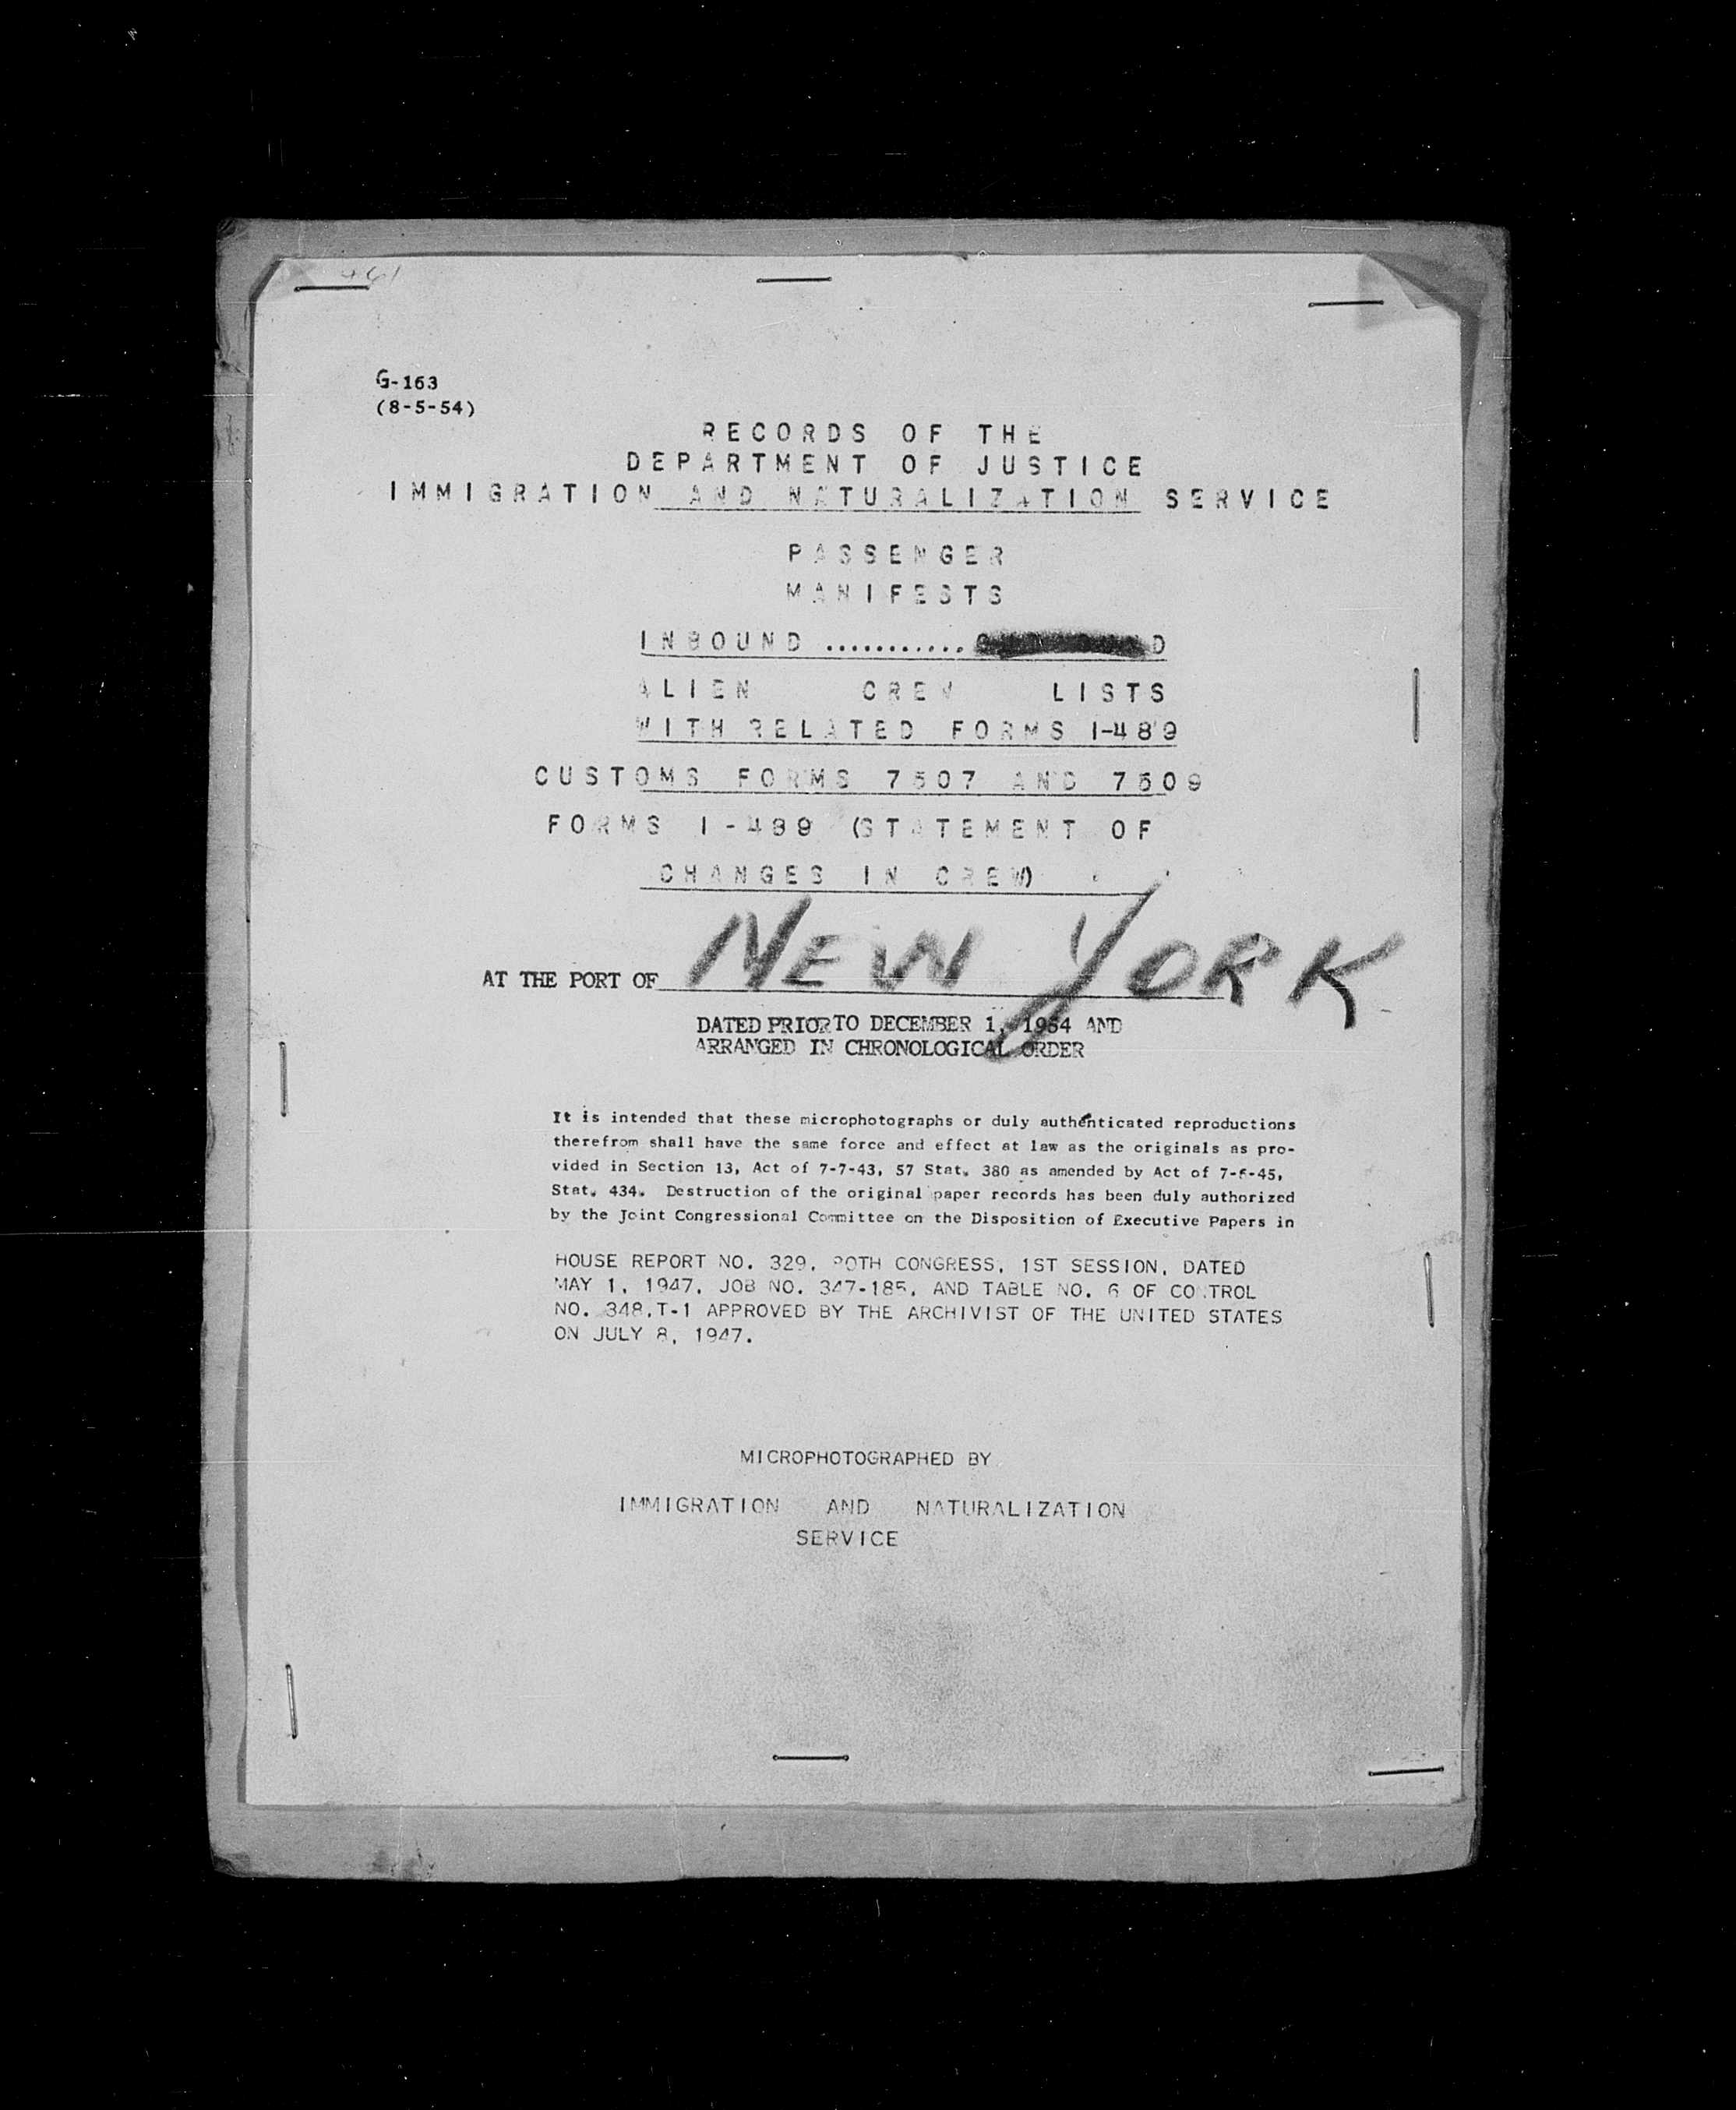 461
G-163
(8-5-54)
RECORDS OF THE
DEPARTMENT OF JUSTICE
IMMIGRATION AND NATURALIZATION SERVICE
PASSENGER
MANIFESTS
INBOUND ...........
ALIEN CREW LISTS
WITH RELATED FORMS I-489
CUSTOMS FORMS 7507 AND 7509
FORMS I-489 (STATEMENT OF
CHANGES IN CREW)
AT THE PORT OF NEW YORK
DATED PRIOR TO DECEMBER 1, 1954 AND
ARRANGED IN CHRONOLOGICAL ORDER
It is intended that these microphotographs or duly authenticated reproductions
therefrom shall have the same force and effect at law as the originals as pro-
vided in Section 13, Act of 7-7-43, 57 Stat. 380 as amended by Act of 7-6-45,
Stat. 434. Destruction of the original paper records has been duly authorized
by the Joint Congressional Committee on the Disposition of Executive Papers in
HOUSE REPORT NO. 329, 80TH CONGRESS, 1ST SESSION, DATED
MAY 1, 1947, JOB NO. 347-185, AND TABLE NO. 6 OF CONTROL
NO. 348.T-1 APPROVED BY THE ARCHIVIST OF THE UNITED STATES
ON JULY 8, 1947.
MICROPHOTOGRAPHED BY
IMMIGRATION AND NATURALIZATION
SERVICE